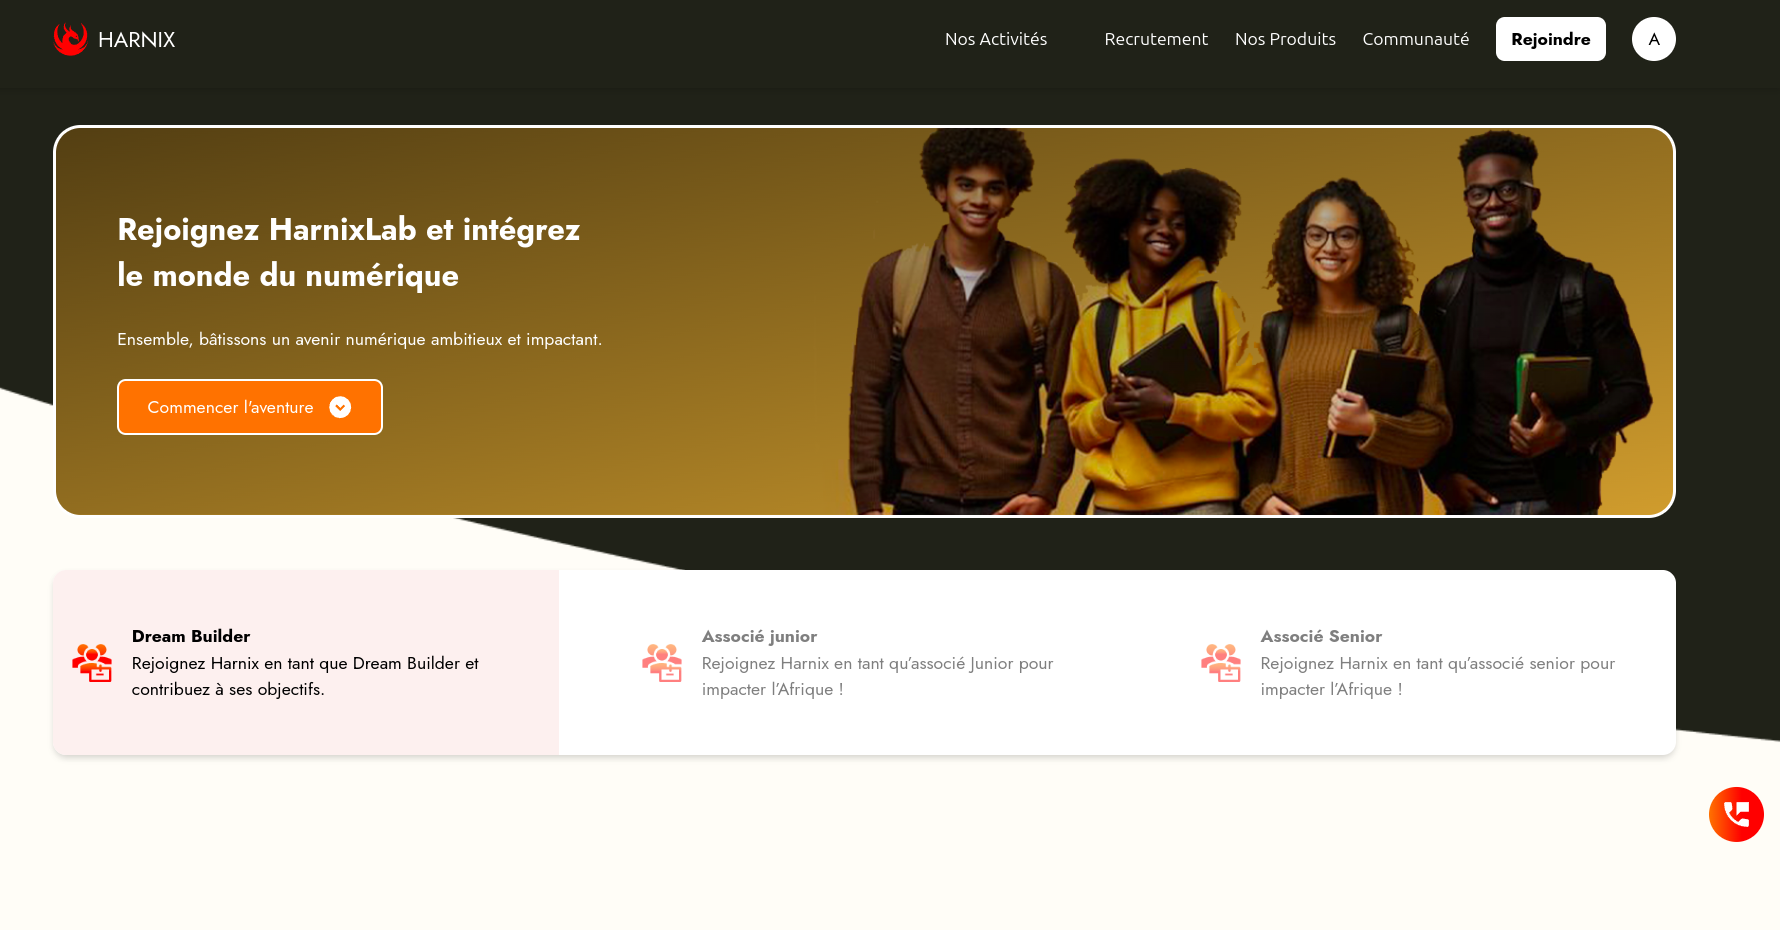 HARNIX
Nos Activités
Recrutement
Nos Produits
Communauté
Rejoindre
A
Rejoignez HarnixLab et intégrez
le monde du numérique
Ensemble, bâtissons un avenir numérique ambitieux et impactant.
Commencer l'aventure
Dream Builder
Rejoignez Harnix en tant que Dream Builder et
contribuez à ses objectifs.
Associé junior
Rejoignez Harnix en tant qu’associé Junior pour
impacter l’Afrique !
Associé Senior
Rejoignez Harnix en tant qu’associé senior pour
impacter l’Afrique !